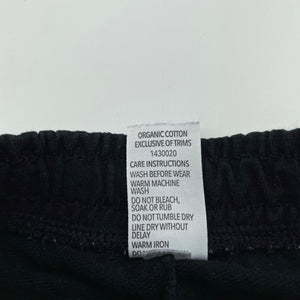 ORGANIC COTTON
EXCLUSIVE OF TRIMS
1430020
CARE INSTRUCTIONS
WASH BEFORE WEAR
WARM MACHINE
WASH
DO NOT BLEACH,
SOAK OR RUB
DO NOT TUMBLE DRY
LINE DRY WITHOUT
DELAY
WARM IRON